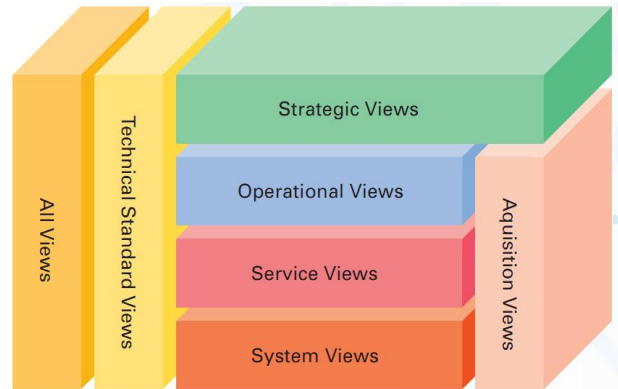 All Views
Technical Standard Views
Strategic Views
Operational Views
Service Views
System Views
Aquisition Views